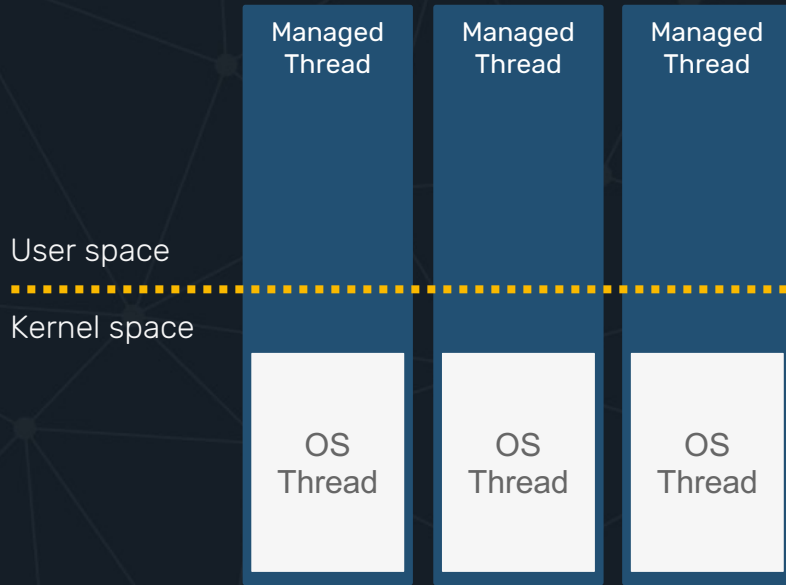 Managed
Thread
Managed
Thread
Managed
Thread
User space
Kernel space
OS
Thread
OS
Thread
OS
Thread